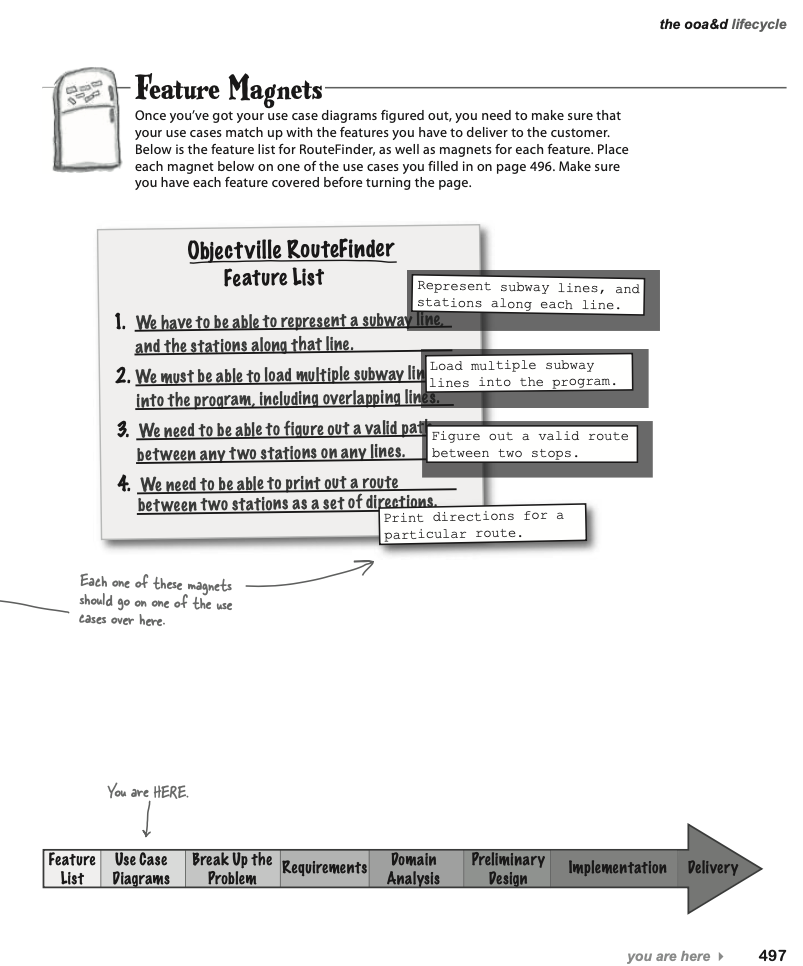 the ooa&d lifecycle
Feature Magnets
Once you've got your use case diagrams figured out, you need to make sure that
your use cases match up with the features you have to deliver to the customer.
Below is the feature list for RouteFinder, as well as magnets for each feature. Place
each magnet below on one of the use cases you filled in on page 496. Make sure
you have each feature covered before turning the page.
Objectville RouteFinder
Feature List
1. We have to be able to represent a subway line,
and the stations along that line.
2. We must be able to load multiple subway lin
into the program, including overlapping lines.
3. We need to be able to figure out a valid path
between any two stations on any lines.
4. We need to be able to print out a route
between two stations as a set of directions.
Represent subway lines, and
stations along each line.
Load multiple subway
lines into the program.
Figure out a valid route
between two stops.
Print directions for a
particular route.
Each one of these magnets
should go on one of the use
cases over here.
You are HERE.
Feature
List
Use Case
Diagrams
Break Up the
Problem
Requirements
Domain
Analysis
Preliminary
Design
Implementation
Delivery
you are here
497